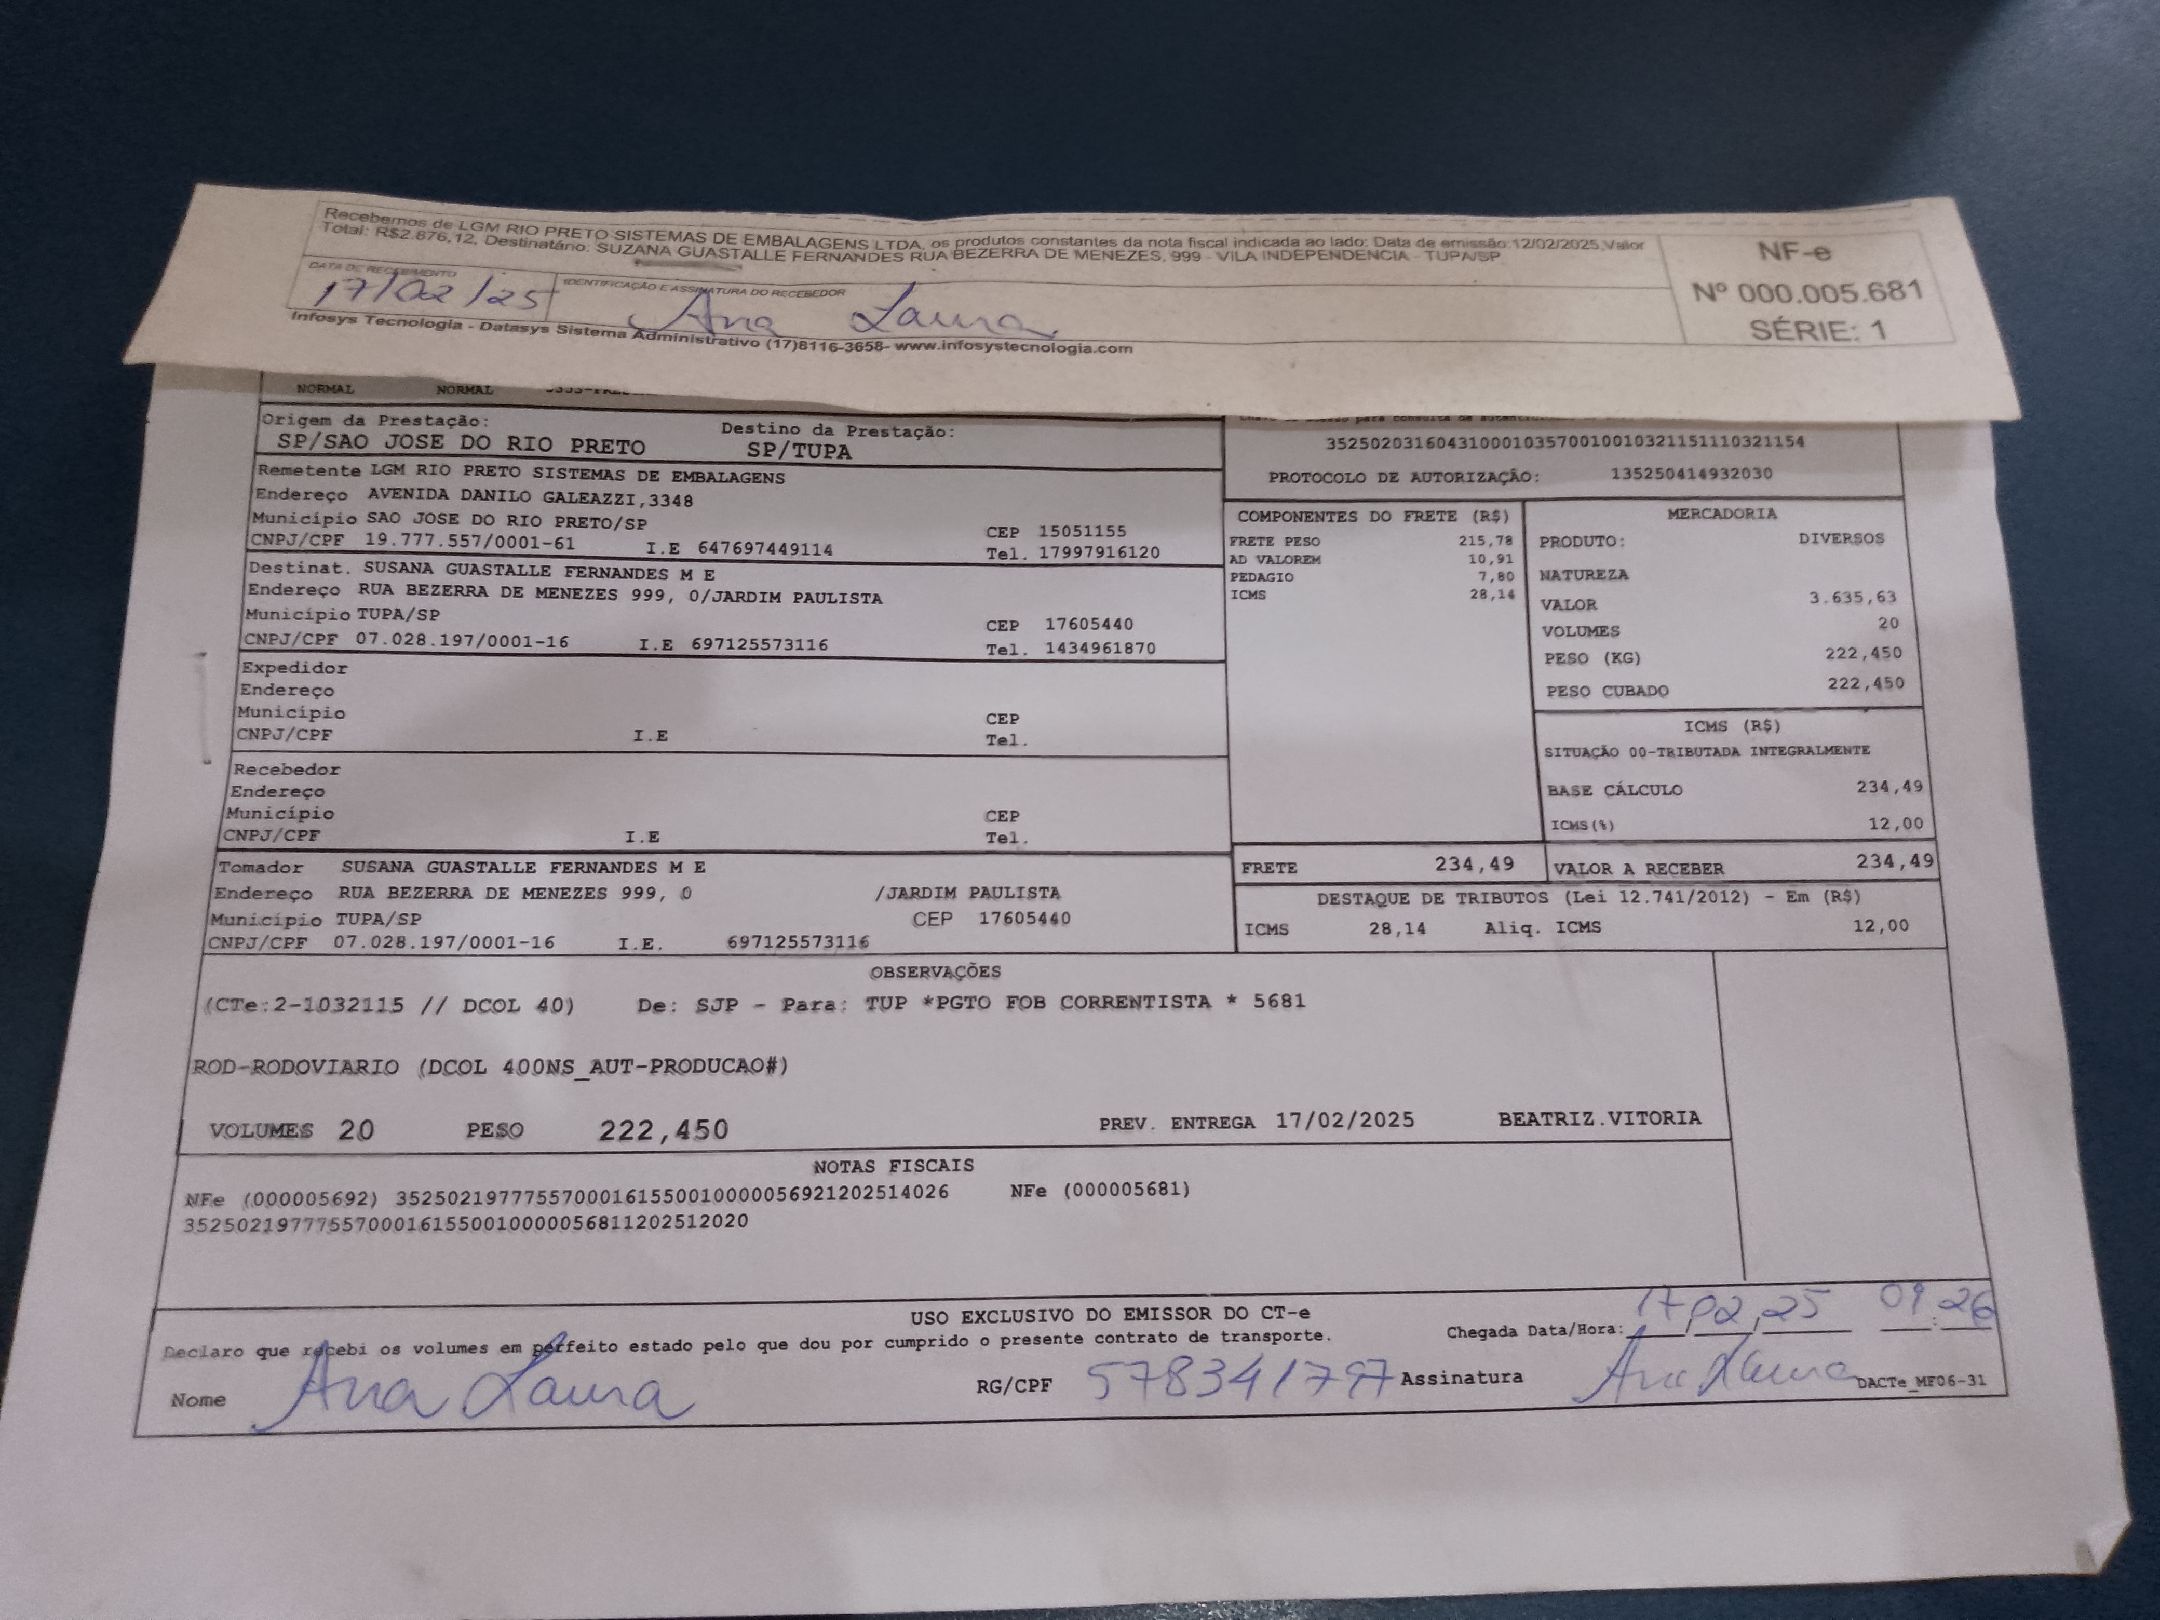 Recebemos de LGM RIO PRETO SISTEMAS DE EMBALAGENS LTDA, os produtos constantes da nota fiscal indicada ao lado: Data de emissão:12/02/2025,Valor
Total: R$2.876,12, Destinatário: SUZANA GUASTALLE FERNANDES RUA BEZERRA DE MENEZES, 999 - VILA INDEPENDENCIA - TUPA/SP
DATA DE RECEBIMENTO
17/02/25
IDENTIFICAÇÃO E ASSINATURA DO RECEBEDOR
Ana Laura
Infosys Tecnologia - Datasys Sistema Administrativo (17)8116-3658- www.infosystecnologia.com
NF-e
Nº 000.005.681
SÉRIE: 1
NORMAL NORMAL
Origem da Prestação: Destino da Prestação:
SP/SAO JOSE DO RIO PRETO SP/TUPA
35250203160431000103570010010321151110321154
PROTOCOLO DE AUTORIZAÇÃO: 135250414932030
Remetente LGM RIO PRETO SISTEMAS DE EMBALAGENS
Endereço AVENIDA DANILO GALEAZZI,3348
Município SAO JOSE DO RIO PRETO/SP CEP 15051155
CNPJ/CPF 19.777.557/0001-61 I.E 647697449114 Tel. 17997916120
Destinat. SUSANA GUASTALLE FERNANDES M E
Endereço RUA BEZERRA DE MENEZES 999, 0/JARDIM PAULISTA
Município TUPA/SP CEP 17605440
CNPJ/CPF 07.028.197/0001-16 I.E 697125573116 Tel. 1434961870
Expedidor
Endereço
Município CEP
CNPJ/CPF I.E Tel.
Recebedor
Endereço
Município CEP
CNPJ/CPF I.E Tel.
Tomador SUSANA GUASTALLE FERNANDES M E
Endereço RUA BEZERRA DE MENEZES 999, 0 /JARDIM PAULISTA
Município TUPA/SP CEP 17605440
CNPJ/CPF 07.028.197/0001-16 I.E. 697125573116
COMPONENTES DO FRETE (R$)
FRETE PESO 215,78
AD VALOREM 10,91
PEDAGIO 7,80
ICMS 28,14
MERCADORIA
PRODUTO: DIVERSOS
NATUREZA
VALOR 3.635,63
VOLUMES 20
PESO (KG) 222,450
PESO CUBADO 222,450
ICMS (R$)
SITUAÇÃO 00-TRIBUTADA INTEGRALMENTE
BASE CÁLCULO 234,49
ICMS(%) 12,00
FRETE 234,49 VALOR A RECEBER 234,49
DESTAQUE DE TRIBUTOS (Lei 12.741/2012) - Em (R$)
ICMS 28,14 Aliq. ICMS 12,00
OBSERVAÇÕES
(CTe:2-1032115 // DCOL 40) De: SJP - Para: TUP *PGTO FOB CORRENTISTA * 5681
ROD-RODOVIARIO (DCOL 400NS_AUT-PRODUCAO#)
VOLUMES 20 PESO 222,450 PREV. ENTREGA 17/02/2025 BEATRIZ.VITORIA
NOTAS FISCAIS
NFe (000005692) 35250219777557000161550010000056921202514026 NFe (000005681)
35250219777557000161550010000056811202512020
USO EXCLUSIVO DO EMISSOR DO CT-e
Declaro que recebi os volumes em perfeito estado pelo que dou por cumprido o presente contrato de transporte.
Chegada Data/Hora: 17/02/25 09:26
Nome Ana Laura RG/CPF 578341797 Assinatura Ana Laura DACTe_MF06-31